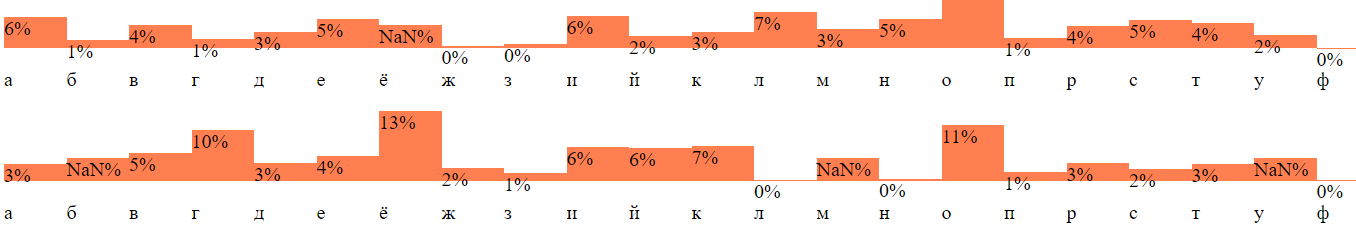 6% 1% 4% 1% 3% 5% NaN% 0% 0% 6% 2% 3% 7% 3% 5% 1% 4% 5% 4% 2% 0%
а б в г д е ё ж з и й к л м н о п р с т у ф
3% NaN% 5% 10% 3% 4% 13% 2% 1% 6% 6% 7% 0% NaN% 0% 11% 1% 3% 2% 3% NaN% 0%
а б в г д е ё ж з и й к л м н о п р с т у ф